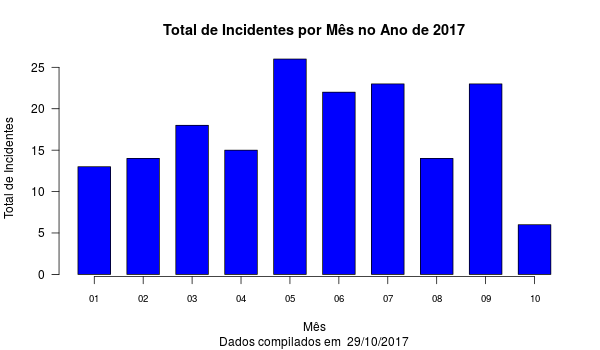 Total de Incidentes por Mês no Ano de 2017
Total de Incidentes
25
20
15
10
5
0
01 02 03 04 05 06 07 08 09 10
Mês
Dados compilados em 29/10/2017